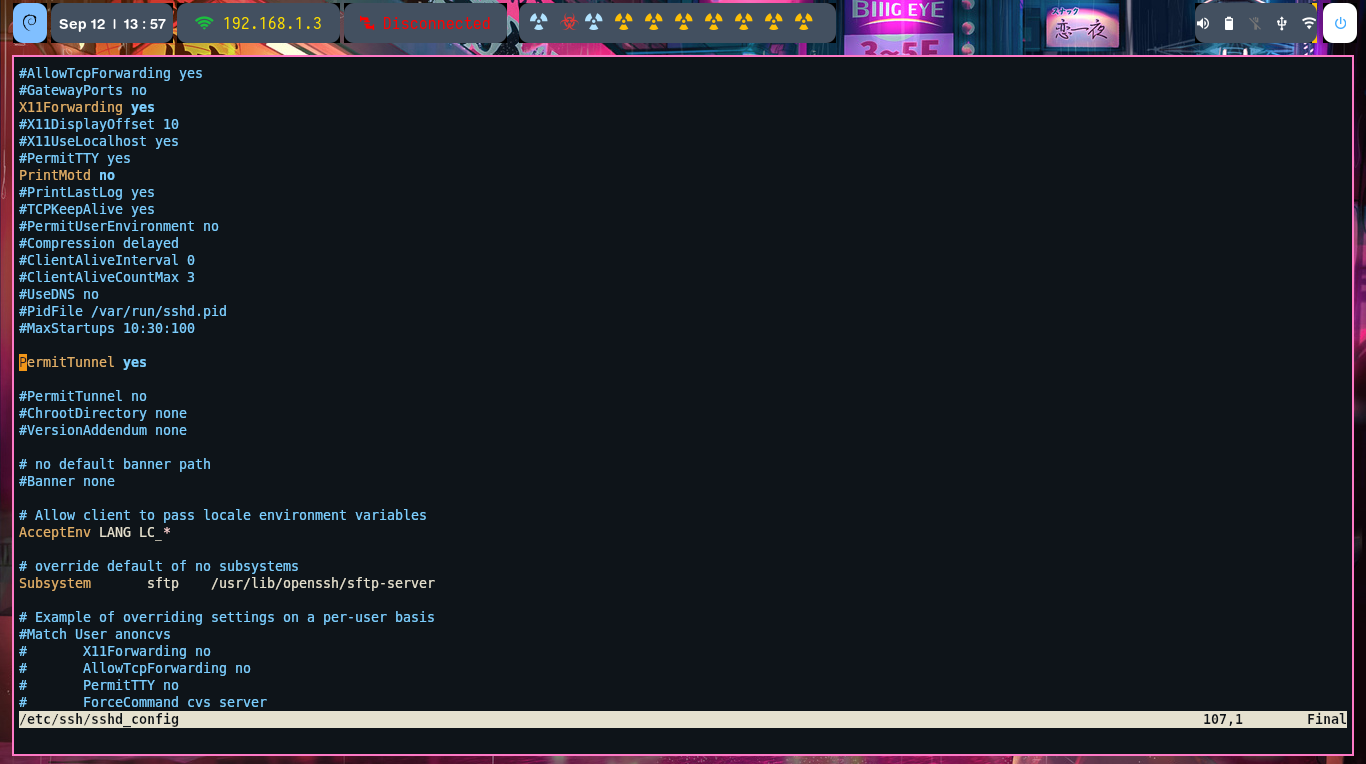 Sep 12 | 13:57
192.168.1.3
Disconnected
BIIIG EYE
3~5F
スナック
恋一夜
#AllowTcpForwarding yes
#GatewayPorts no
X11Forwarding yes
#X11DisplayOffset 10
#X11UseLocalhost yes
#PermitTTY yes
PrintMotd no
#PrintLastLog yes
#TCPKeepAlive yes
#PermitUserEnvironment no
#Compression delayed
#ClientAliveInterval 0
#ClientAliveCountMax 3
#UseDNS no
#PidFile /var/run/sshd.pid
#MaxStartups 10:30:100
PermitTunnel yes
#PermitTunnel no
#ChrootDirectory none
#VersionAddendum none
# no default banner path
#Banner none
# Allow client to pass locale environment variables
AcceptEnv LANG LC_*
# override default of no subsystems
Subsystem       sftp    /usr/lib/openssh/sftp-server
# Example of overriding settings on a per-user basis
#Match User anoncvs
#       X11Forwarding no
#       AllowTcpForwarding no
#       PermitTTY no
#       ForceCommand cvs server
/etc/ssh/sshd_config 107,1 Final